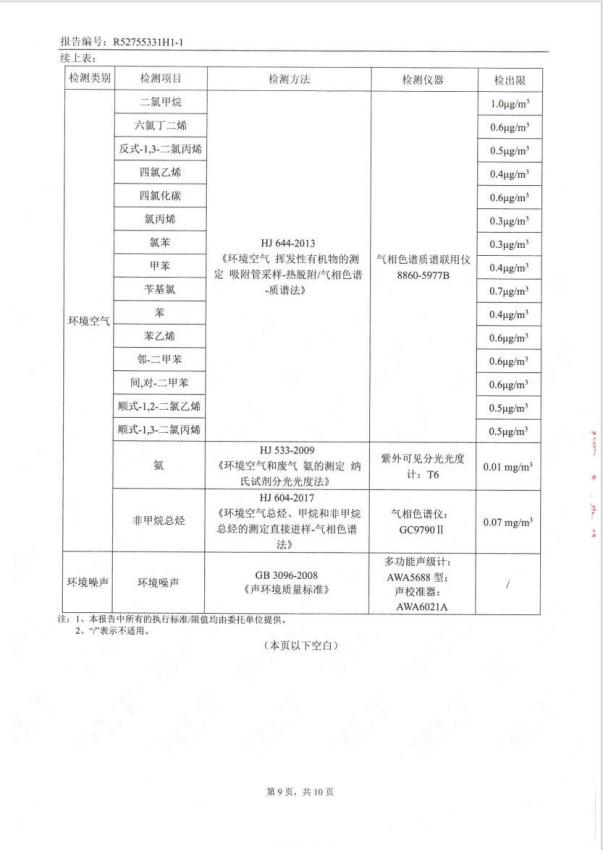 报告编号：R52755331H1-1
续上表：
检测类别 检测项目 检测方法 检测仪器 检出限
二氯甲烷 1.0μg/m³
六氯丁二烯 0.6μg/m³
反式-1,3-二氯丙烯 0.5μg/m³
四氯乙烯 0.4μg/m³
四氯化碳 0.6μg/m³
氯丙烯 0.3μg/m³
氯苯 0.3μg/m³
甲苯 0.4μg/m³
苄基氯 0.7μg/m³
苯 0.4μg/m³
苯乙烯 0.6μg/m³
邻-二甲苯 0.6μg/m³
间,对-二甲苯 0.6μg/m³
顺式-1,2-二氯乙烯 0.5μg/m³
顺式-1,3-二氯丙烯 0.5μg/m³
环境空气
HJ 644-2013
《环境空气 挥发性有机物的测
定 吸附管采样-热脱附/气相色谱
-质谱法》
气相色谱质谱联用仪
8860-5977B
氨
HJ 533-2009
《环境空气和废气 氨的测定 纳
氏试剂分光光度法》
紫外可见分光光度
计：T6
0.01 mg/m³
非甲烷总烃
HJ 604-2017
《环境空气总烃、甲烷和非甲烷
总烃的测定直接进样-气相色谱
法》
气相色谱仪：
GC9790Ⅱ
0.07 mg/m³
环境噪声 环境噪声
GB 3096-2008
《声环境质量标准》
多功能声级计：
AWA5688 型；
声校准器：
AWA6021A
/
注：1、本报告中所有的执行标准/限值均由委托单位提供。
2、“/”表示不适用。
（本页以下空白）
第 9 页，共 10 页